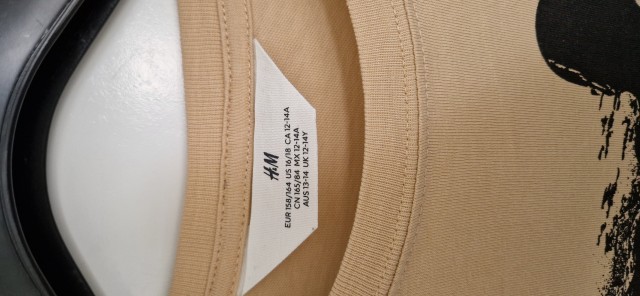 H&M
EUR 158/164 US 16/18 CA 12-14A
CN 165/84 MX 12-14A
AUS 13-14 UK 12-14Y